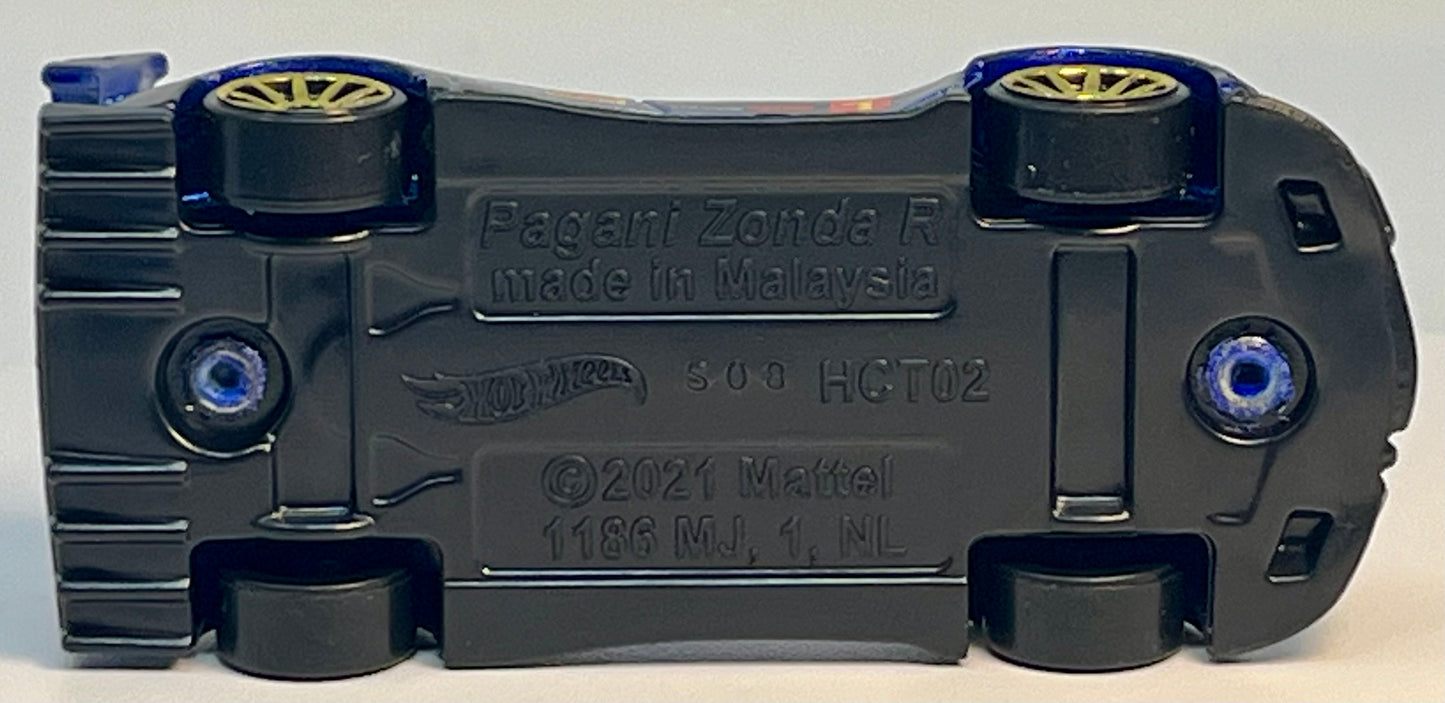 Pagani Zonda R
made in Malaysia
Hot Wheels S08 HCT02
©2021 Mattel
1186 MJ, 1, NL